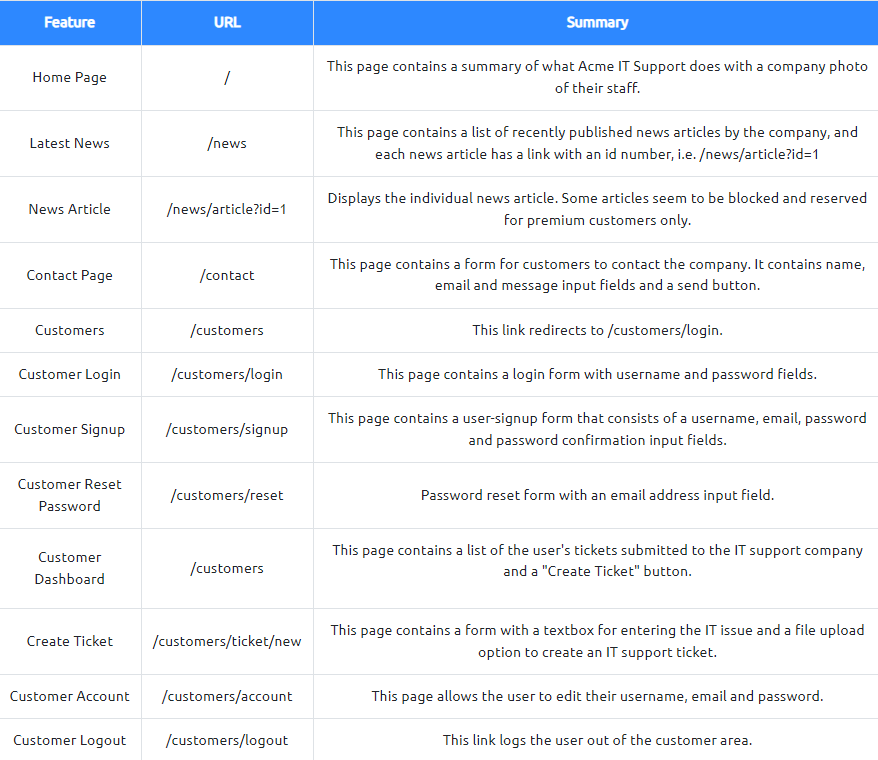 Feature URL Summary
Home Page / This page contains a summary of what Acme IT Support does with a company photo
of their staff.
Latest News /news This page contains a list of recently published news articles by the company, and
each news article has a link with an id number, i.e. /news/article?id=1
News Article /news/article?id=1 Displays the individual news article. Some articles seem to be blocked and reserved
for premium customers only.
Contact Page /contact This page contains a form for customers to contact the company. It contains name,
email and message input fields and a send button.
Customers /customers This link redirects to /customers/login.
Customer Login /customers/login This page contains a login form with username and password fields.
Customer Signup /customers/signup This page contains a user-signup form that consists of a username, email, password
and password confirmation input fields.
Customer Reset
Password /customers/reset Password reset form with an email address input field.
Customer
Dashboard /customers This page contains a list of the user's tickets submitted to the IT support company
and a "Create Ticket" button.
Create Ticket /customers/ticket/new This page contains a form with a textbox for entering the IT issue and a file upload
option to create an IT support ticket.
Customer Account /customers/account This page allows the user to edit their username, email and password.
Customer Logout /customers/logout This link logs the user out of the customer area.